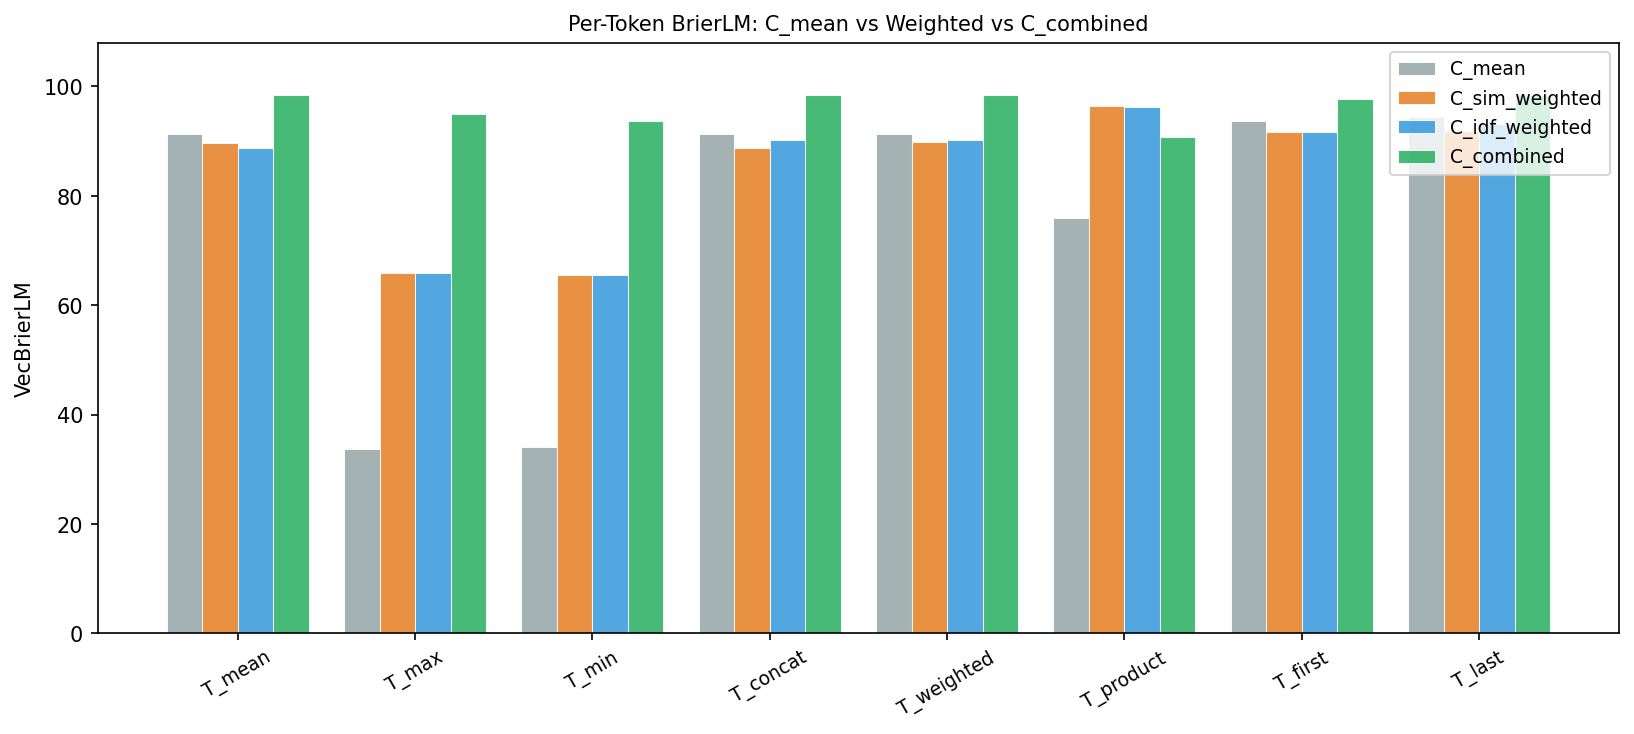 Per-Token BrierLM: C_mean vs Weighted vs C_combined
C_mean
C_sim_weighted
C_idf_weighted
C_combined
VecBrierLM
100
80
60
40
20
0
T_mean
T_max
T_min
T_concat
T_weighted
T_product
T_first
T_last